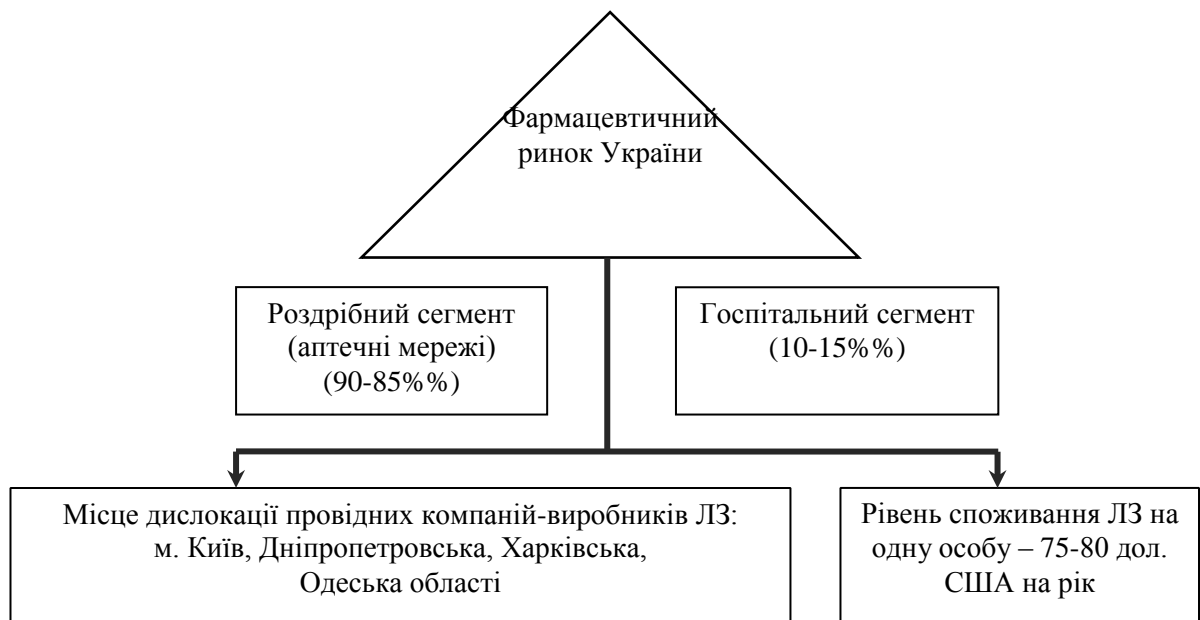 Фармацевтичний
ринок України
Роздрібний сегмент
(аптечні мережі)
(90-85%%)
Госпітальний сегмент
(10-15%%)
Місце дислокації провідних компаній-виробників ЛЗ:
м. Київ, Дніпропетровська, Харківська,
Одеська області
Рівень споживання ЛЗ на
одну особу – 75-80 дол.
США на рік